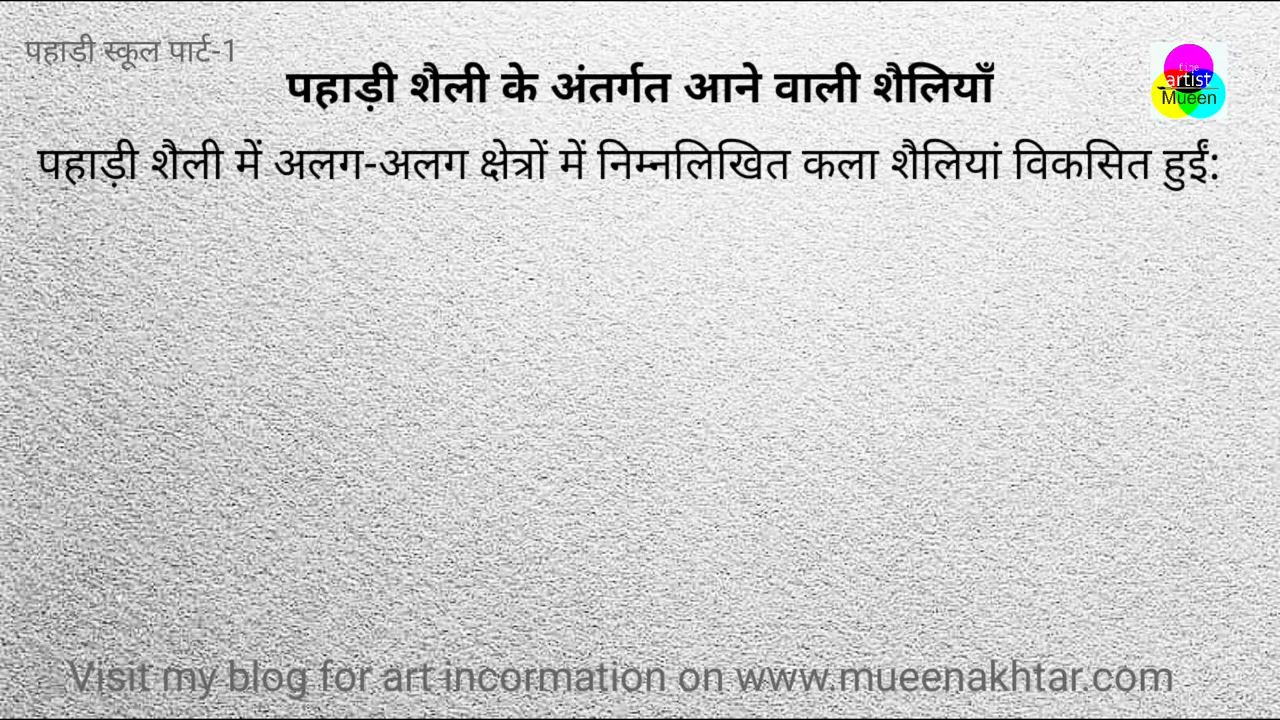 पहाड़ी स्कूल पार्ट-1
पहाड़ी शैली के अंतर्गत आने वाली शैलियाँ
fine
artist
Mueen
पहाड़ी शैली में अलग-अलग क्षेत्रों में निम्नलिखित कला शैलियां विकसित हुईं:
Visit my blog for art incormation on www.mueenakhtar.com